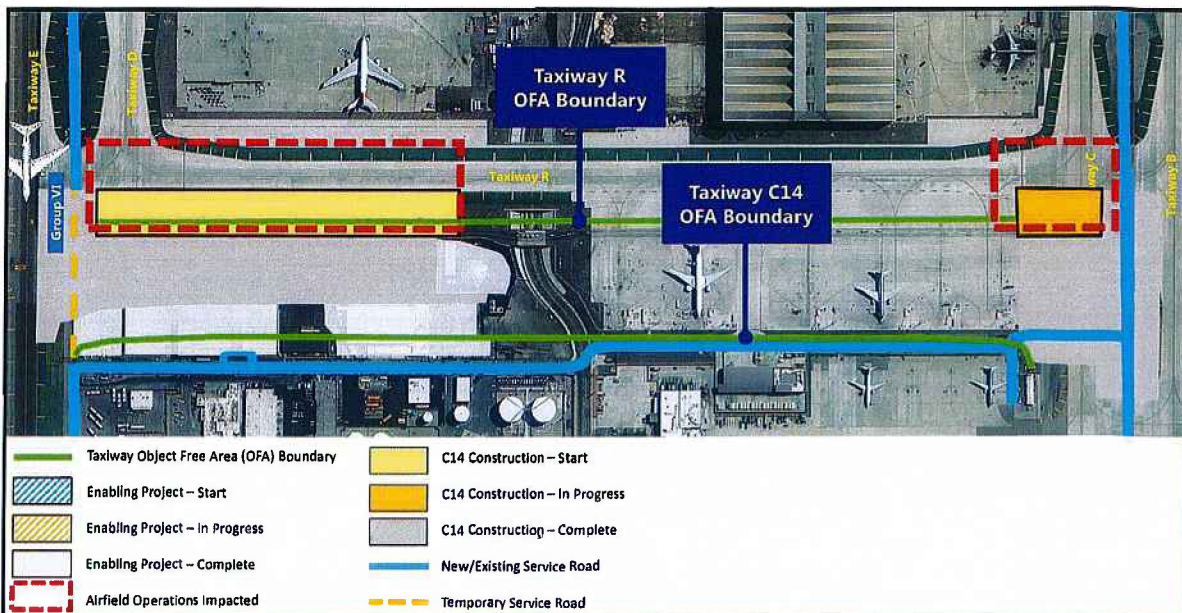 Taxiway E
Taxiway D
Taxiway R
OFA Boundary
Taxiway R
Taxiway C14
OFA Boundary
way C
Taxiway B
Group VI
Taxiway Object Free Area (OFA) Boundary
Enabling Project – Start
Enabling Project – In Progress
Enabling Project – Complete
Airfield Operations Impacted
C14 Construction – Start
C14 Construction – In Progress
C14 Construction – Complete
New/Existing Service Road
Temporary Service Road